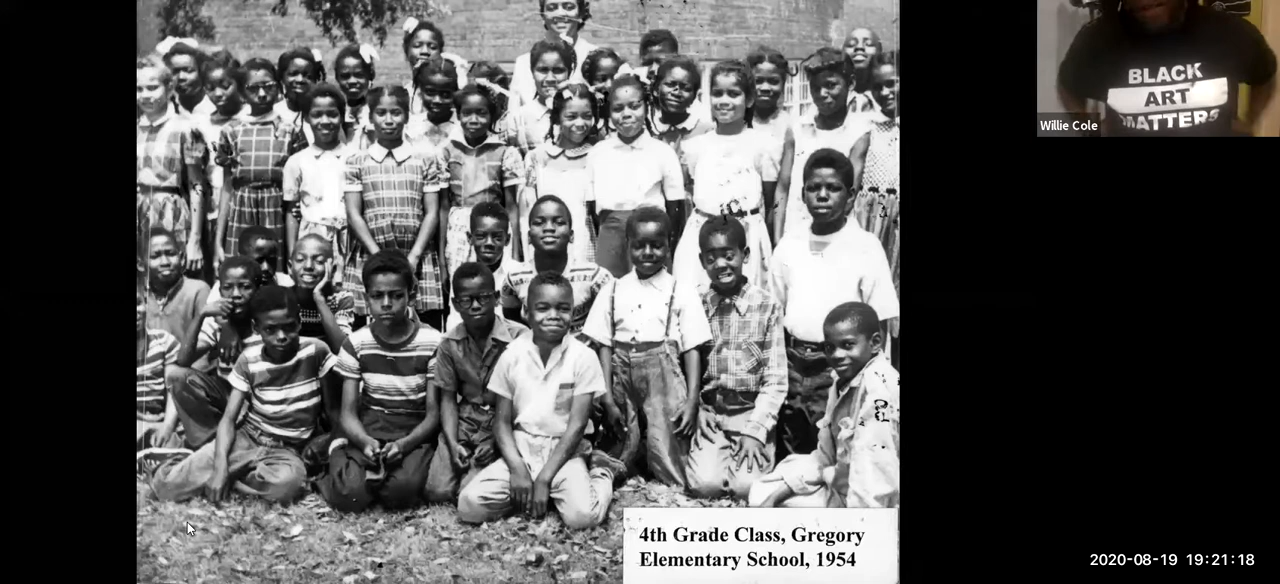 BLACK
ART
MATTERS
Willie Cole
4th Grade Class, Gregory
Elementary School, 1954
2020-08-19 19:21:18